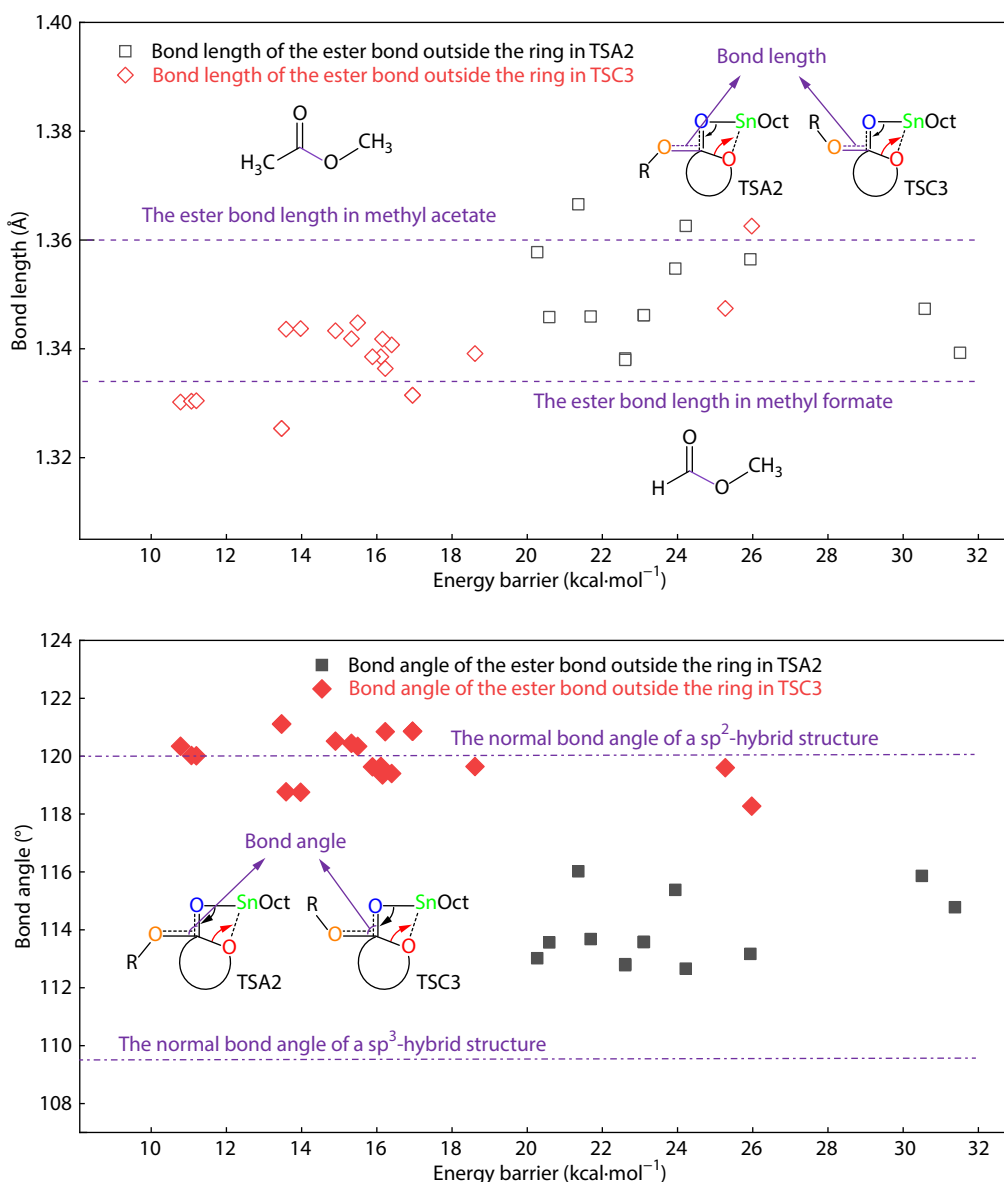 1.40
1.38
1.36
1.34
1.32
Bond length (Å)
Bond length of the ester bond outside the ring in TSA2
Bond length of the ester bond outside the ring in TSC3
Bond length
O
H₃C
O
CH₃
R
O
O
SnOct
O
TSA2
R
O
O
SnOct
O
TSC3
The ester bond length in methyl acetate
The ester bond length in methyl formate
O
H
O
CH₃
10 12 14 16 18 20 22 24 26 28 30 32
Energy barrier (kcal·mol⁻¹)
124
122
120
118
116
114
112
110
108
Bond angle (°)
Bond angle of the ester bond outside the ring in TSA2
Bond angle of the ester bond outside the ring in TSC3
The normal bond angle of a sp²-hybrid structure
Bond angle
O
SnOct
O
R
O
TSA2
R
O
O
SnOct
O
TSC3
The normal bond angle of a sp³-hybrid structure
10 12 14 16 18 20 22 24 26 28 30 32
Energy barrier (kcal·mol⁻¹)